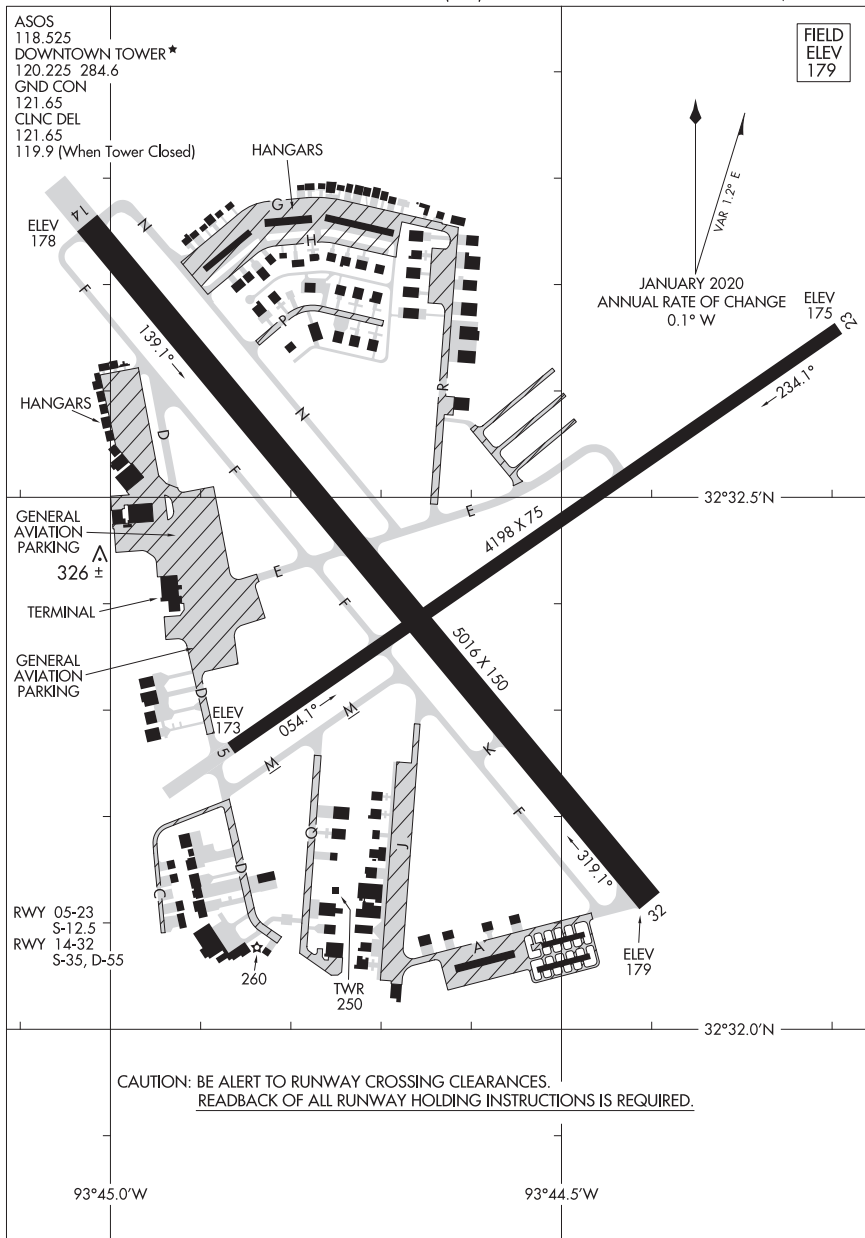 ASOS
118.525
DOWNTOWN TOWER★
120.225 284.6
GND CON
121.65
CLNC DEL
121.65
119.9 (When Tower Closed)
FIELD
ELEV
179
HANGARS
VAR 1.2° E
JANUARY 2020
ANNUAL RATE OF CHANGE
0.1° W
14
ELEV
178
N
G
H
P
F
139.1°
ELEV
175
23
234.1°
R
HANGARS
D
N
F
32°32.5'N
GENERAL
AVIATION
PARKING
326 ±
E
4198 X 75
E
TERMINAL
F
5016 X 150
GENERAL
AVIATION
PARKING
D
ELEV
173
5
054.1°
M
M
K
F
Q
J
C
D
319.1°
32
RWY 05-23
S-12.5
RWY 14-32
S-35, D-55
A
ELEV
179
260
TWR
250
32°32.0'N
CAUTION: BE ALERT TO RUNWAY CROSSING CLEARANCES.
READBACK OF ALL RUNWAY HOLDING INSTRUCTIONS IS REQUIRED.
93°45.0'W
93°44.5'W